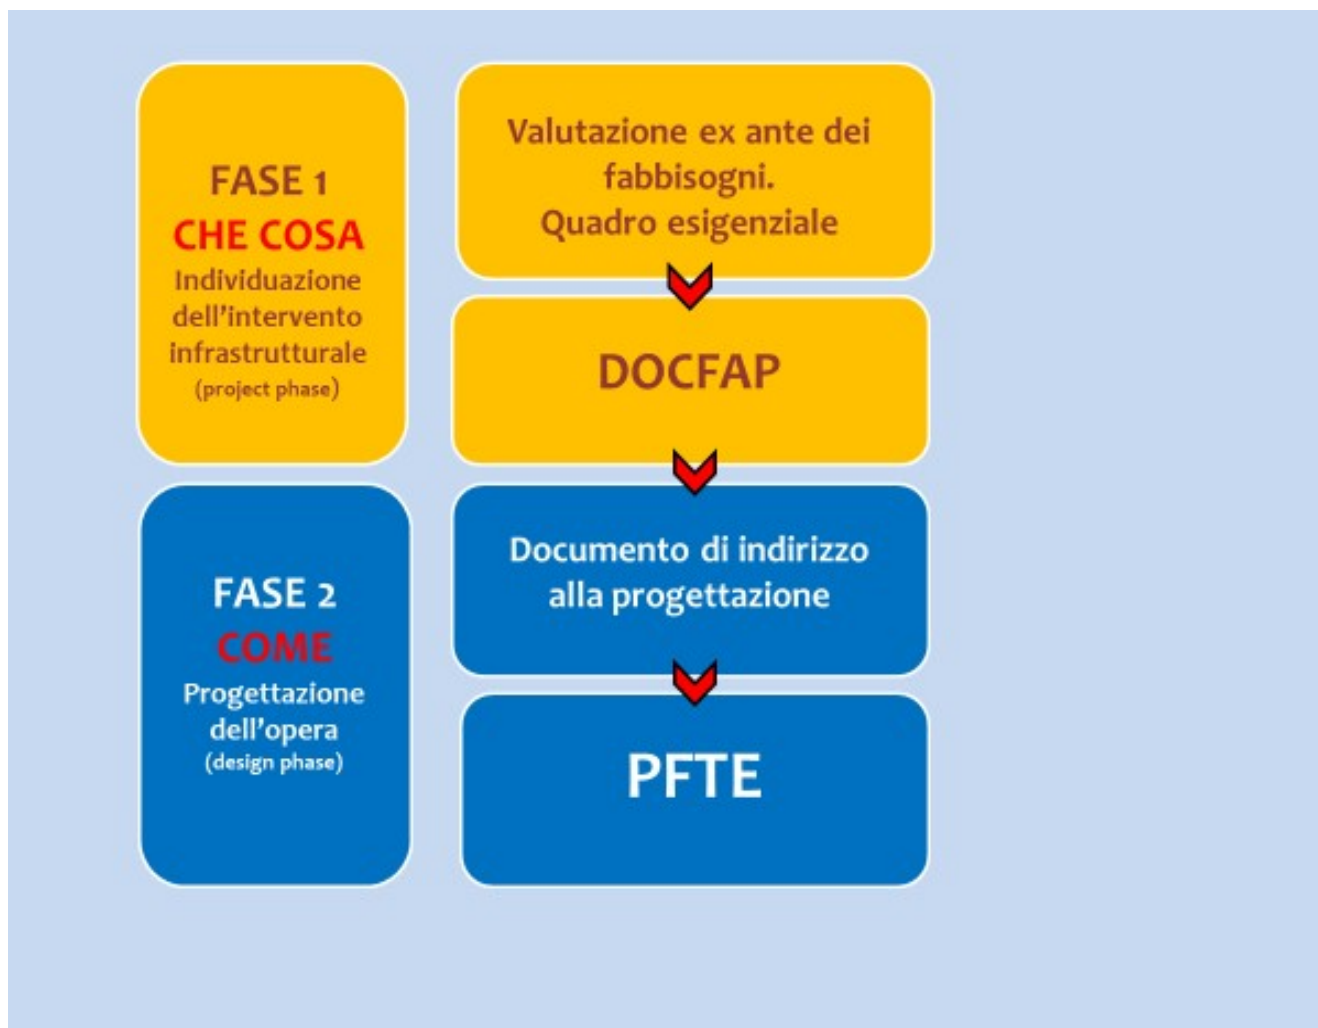 FASE 1
CHE COSA
Individuazione
dell'intervento
infrastrutturale
(project phase)
Valutazione ex ante dei
fabbisogni.
Quadro esigenziale
DOCFAP
FASE 2
COME
Progettazione
dell'opera
(design phase)
Documento di indirizzo
alla progettazione
PFTE